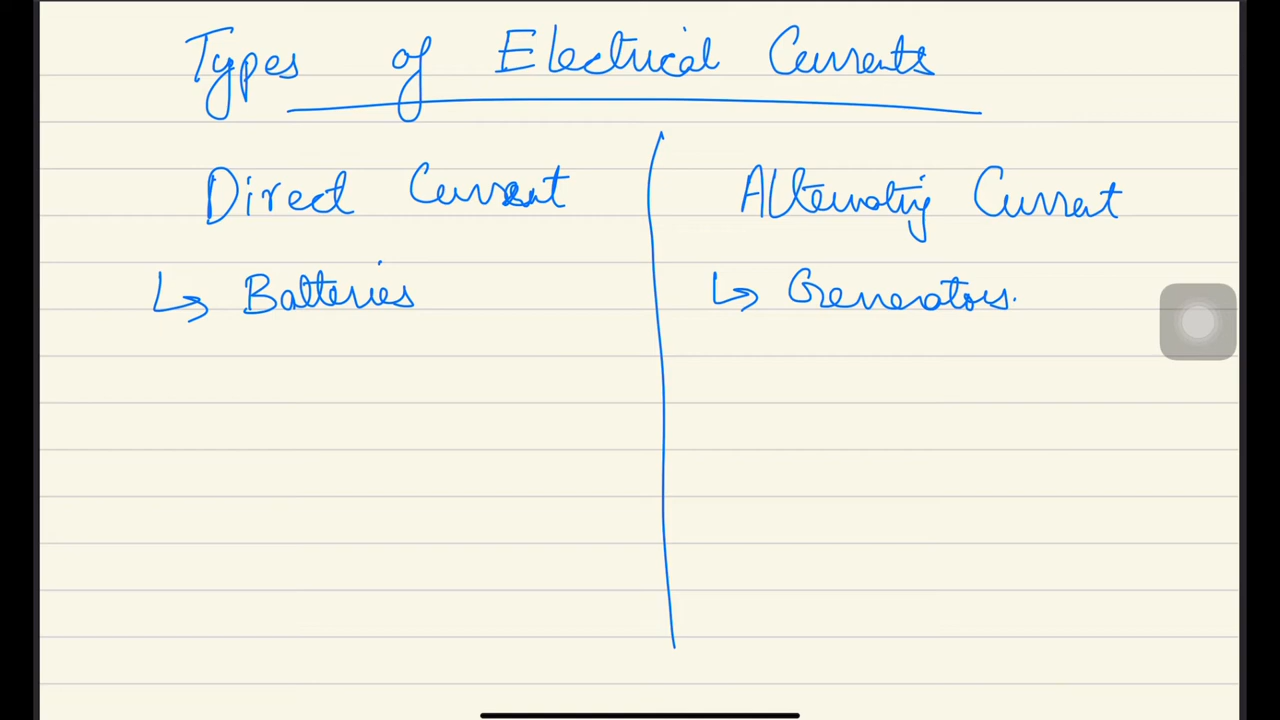 Types of Electrical Currents
Direct Current
Alternating Current
↳ Batteries
↳ Generators.